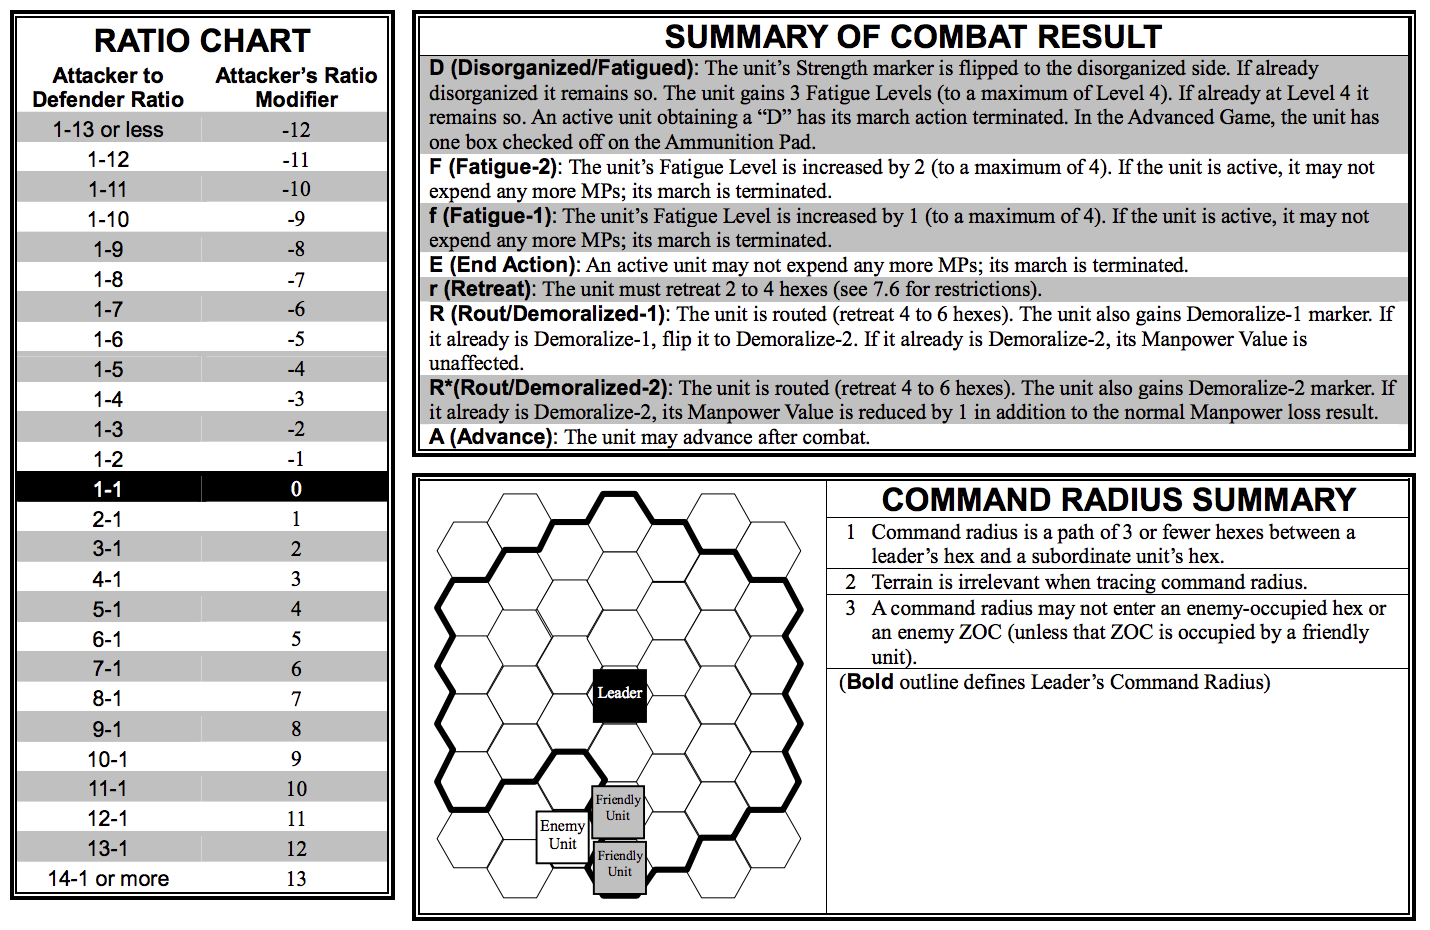 RATIO CHART
Attacker to Defender Ratio	Attacker's Ratio Modifier
1-13 or less	-12
1-12	-11
1-11	-10
1-10	-9
1-9	-8
1-8	-7
1-7	-6
1-6	-5
1-5	-4
1-4	-3
1-3	-2
1-2	-1
1-1	0
2-1	1
3-1	2
4-1	3
5-1	4
6-1	5
7-1	6
8-1	7
9-1	8
10-1	9
11-1	10
12-1	11
13-1	12
14-1 or more	13
SUMMARY OF COMBAT RESULT
D (Disorganized/Fatigued): The unit's Strength marker is flipped to the disorganized side. If already
disorganized it remains so. The unit gains 3 Fatigue Levels (to a maximum of Level 4). If already at Level 4 it
remains so. An active unit obtaining a “D” has its march action terminated. In the Advanced Game, the unit has
one box checked off on the Ammunition Pad.
F (Fatigue-2): The unit's Fatigue Level is increased by 2 (to a maximum of 4). If the unit is active, it may not
expend any more MPs; its march is terminated.
f (Fatigue-1): The unit's Fatigue Level is increased by 1 (to a maximum of 4). If the unit is active, it may not
expend any more MPs; its march is terminated.
E (End Action): An active unit may not expend any more MPs; its march is terminated.
r (Retreat): The unit must retreat 2 to 4 hexes (see 7.6 for restrictions).
R (Rout/Demoralized-1): The unit is routed (retreat 4 to 6 hexes). The unit also gains Demoralize-1 marker. If
it already is Demoralize-1, flip it to Demoralize-2. If it already is Demoralize-2, its Manpower Value is
unaffected.
R*(Rout/Demoralized-2): The unit is routed (retreat 4 to 6 hexes). The unit also gains Demoralize-2 marker. If
it already is Demoralize-2, its Manpower Value is reduced by 1 in addition to the normal Manpower loss result.
A (Advance): The unit may advance after combat.
Leader
Friendly
Unit
Enemy
Unit
Friendly
Unit
COMMAND RADIUS SUMMARY
1 Command radius is a path of 3 or fewer hexes between a
leader's hex and a subordinate unit's hex.
2 Terrain is irrelevant when tracing command radius.
3 A command radius may not enter an enemy-occupied hex or
an enemy ZOC (unless that ZOC is occupied by a friendly
unit).
(Bold outline defines Leader's Command Radius)